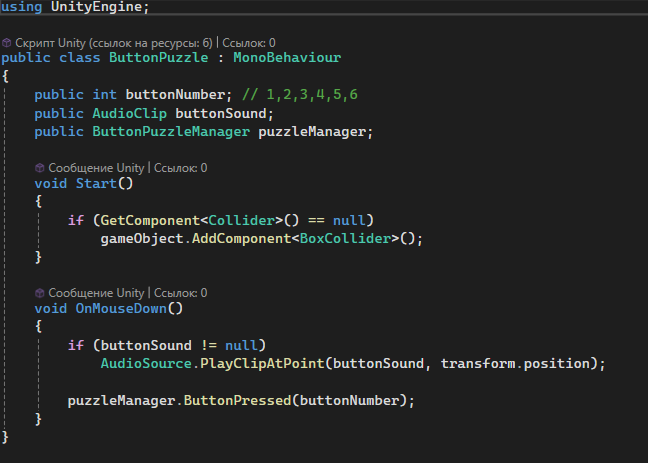 using UnityEngine;
Скрипт Unity (ссылок на ресурсы: 6) | Ссылок: 0
public class ButtonPuzzle : MonoBehaviour
{
public int buttonNumber; // 1,2,3,4,5,6
public AudioClip buttonSound;
public ButtonPuzzleManager puzzleManager;
Сообщение Unity | Ссылок: 0
void Start()
{
if (GetComponent<Collider>() == null)
gameObject.AddComponent<BoxCollider>();
}
Сообщение Unity | Ссылок: 0
void OnMouseDown()
{
if (buttonSound != null)
AudioSource.PlayClipAtPoint(buttonSound, transform.position);
puzzleManager.ButtonPressed(buttonNumber);
}
}